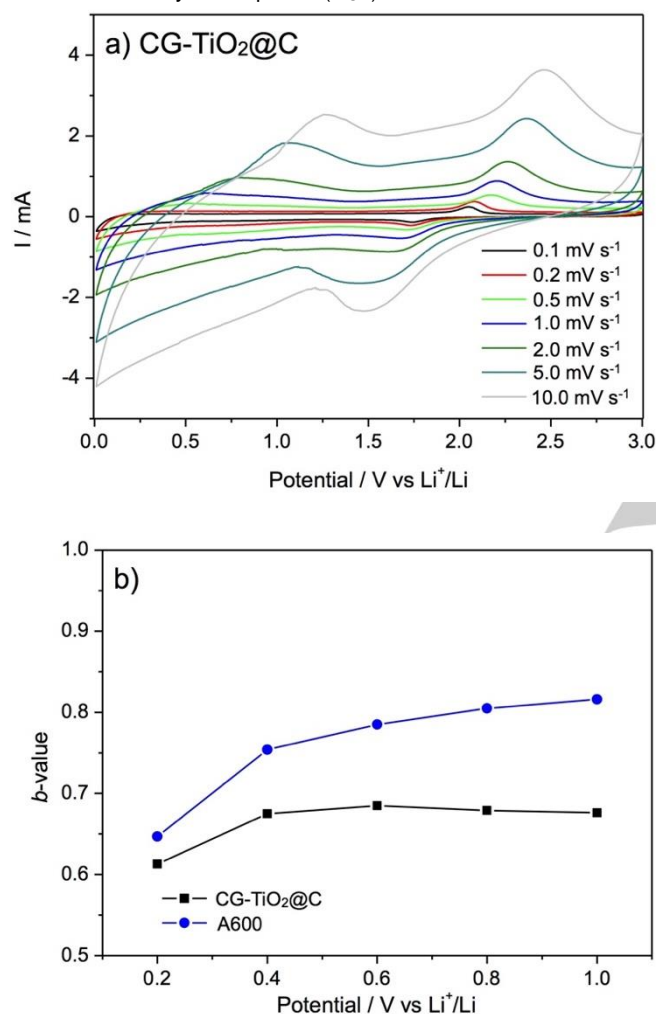 a) CG-TiO₂@C
I / mA
4
2
0
-2
-4
0.1 mV s⁻¹
0.2 mV s⁻¹
0.5 mV s⁻¹
1.0 mV s⁻¹
2.0 mV s⁻¹
5.0 mV s⁻¹
10.0 mV s⁻¹
0.0 0.5 1.0 1.5 2.0 2.5 3.0
Potential / V vs Li⁺/Li
b)
b-value
1.0
0.9
0.8
0.7
0.6
0.5
CG-TiO₂@C
A600
0.2 0.4 0.6 0.8 1.0
Potential / V vs Li⁺/Li